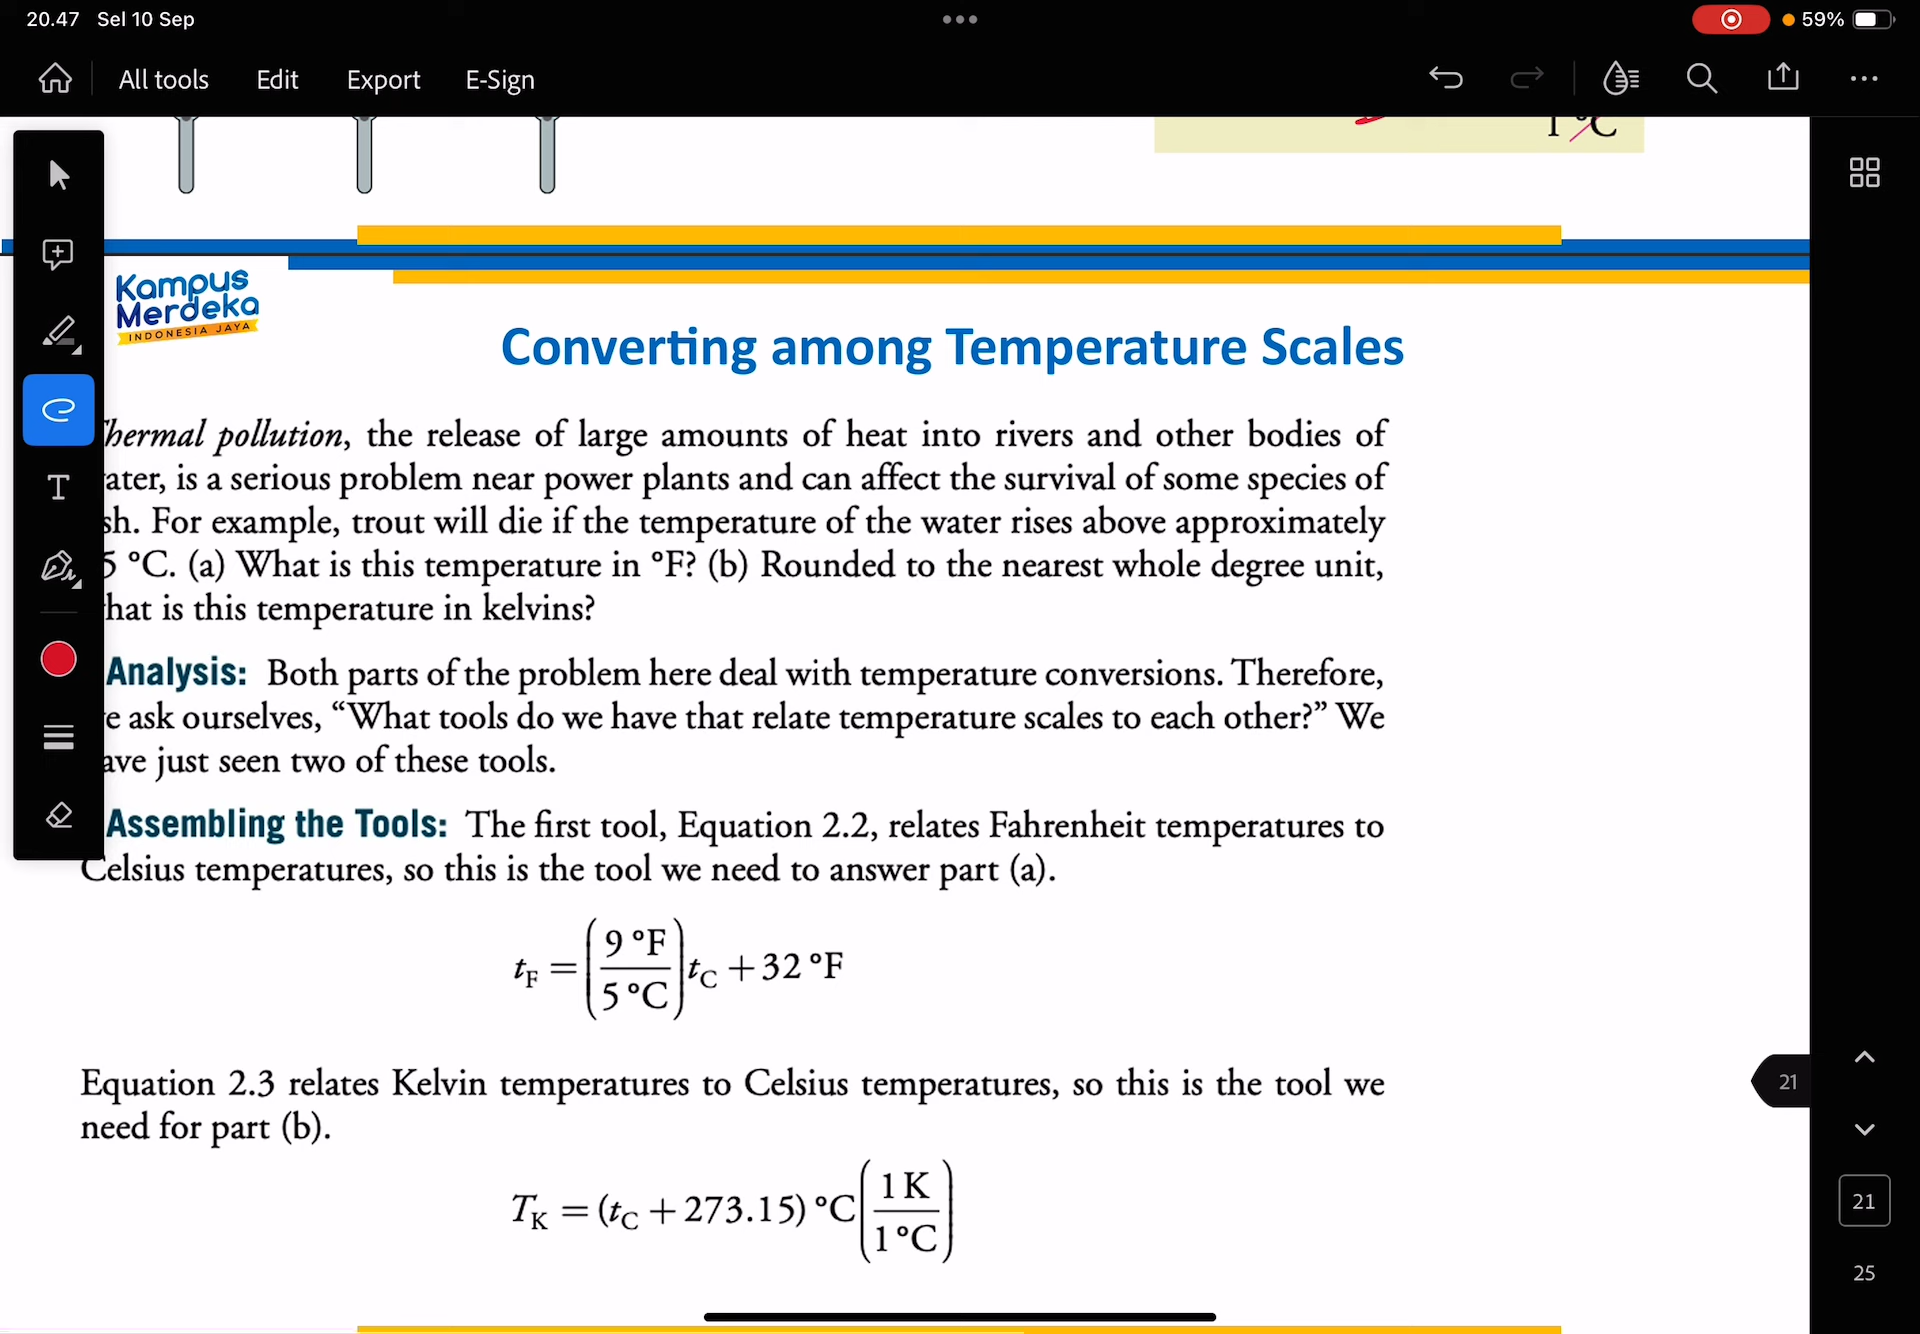 20.47 Sel 10 Sep
59%
All tools Edit Export E-Sign
1 °C
Kampus
Merdeka
INDONESIA JAYA
Converting among Temperature Scales
hermal pollution, the release of large amounts of heat into rivers and other bodies of
ater, is a serious problem near power plants and can affect the survival of some species of
sh. For example, trout will die if the temperature of the water rises above approximately
5 °C. (a) What is this temperature in °F? (b) Rounded to the nearest whole degree unit,
hat is this temperature in kelvins?
Analysis: Both parts of the problem here deal with temperature conversions. Therefore,
e ask ourselves, “What tools do we have that relate temperature scales to each other?” We
ave just seen two of these tools.
Assembling the Tools: The first tool, Equation 2.2, relates Fahrenheit temperatures to
Celsius temperatures, so this is the tool we need to answer part (a).
t_F = (9 °F / 5 °C) t_C + 32 °F
Equation 2.3 relates Kelvin temperatures to Celsius temperatures, so this is the tool we
need for part (b).
T_K = (t_C + 273.15) °C (1 K / 1 °C)
T
21
21
25